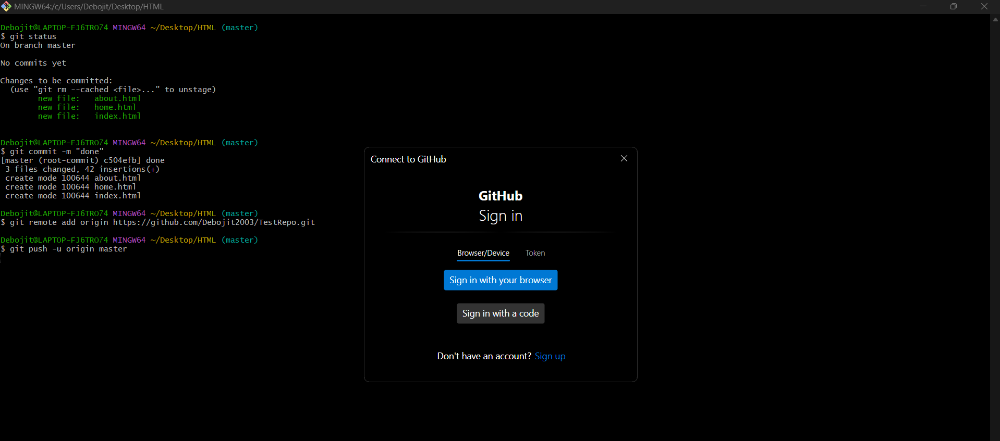 MINGW64:/c/Users/Debojit/Desktop/HTML
Debojit@LAPTOP-FJ6TRO74 MINGW64 ~/Desktop/HTML (master)
$ git status
On branch master
No commits yet
Changes to be committed:
(use "git rm --cached <file>..." to unstage)
new file: about.html
new file: home.html
new file: index.html
Debojit@LAPTOP-FJ6TRO74 MINGW64 ~/Desktop/HTML (master)
$ git commit -m "done"
[master (root-commit) c504efb] done
3 files changed, 42 insertions(+)
create mode 100644 about.html
create mode 100644 home.html
create mode 100644 index.html
Debojit@LAPTOP-FJ6TRO74 MINGW64 ~/Desktop/HTML (master)
$ git remote add origin https://github.com/Debojit2003/TestRepo.git
Debojit@LAPTOP-FJ6TRO74 MINGW64 ~/Desktop/HTML (master)
$ git push -u origin master
Connect to GitHub
GitHub
Sign in
Browser/Device Token
Sign in with your browser
Sign in with a code
Don't have an account? Sign up